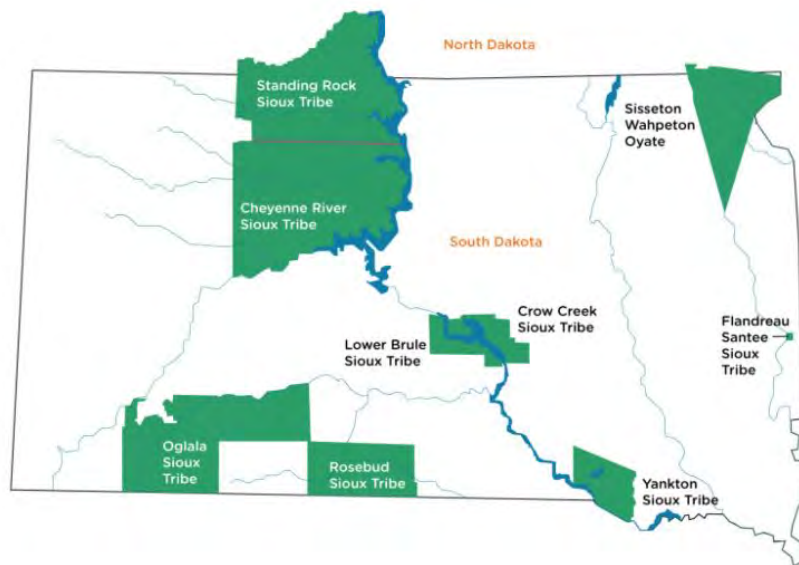 North Dakota
Standing Rock
Sioux Tribe
Sisseton
Wahpeton
Oyate
Cheyenne River
Sioux Tribe
South Dakota
Crow Creek
Sioux Tribe
Lower Brule
Sioux Tribe
Flandreau
Santee
Sioux
Tribe
Oglala
Sioux
Tribe
Rosebud
Sioux Tribe
Yankton
Sioux Tribe